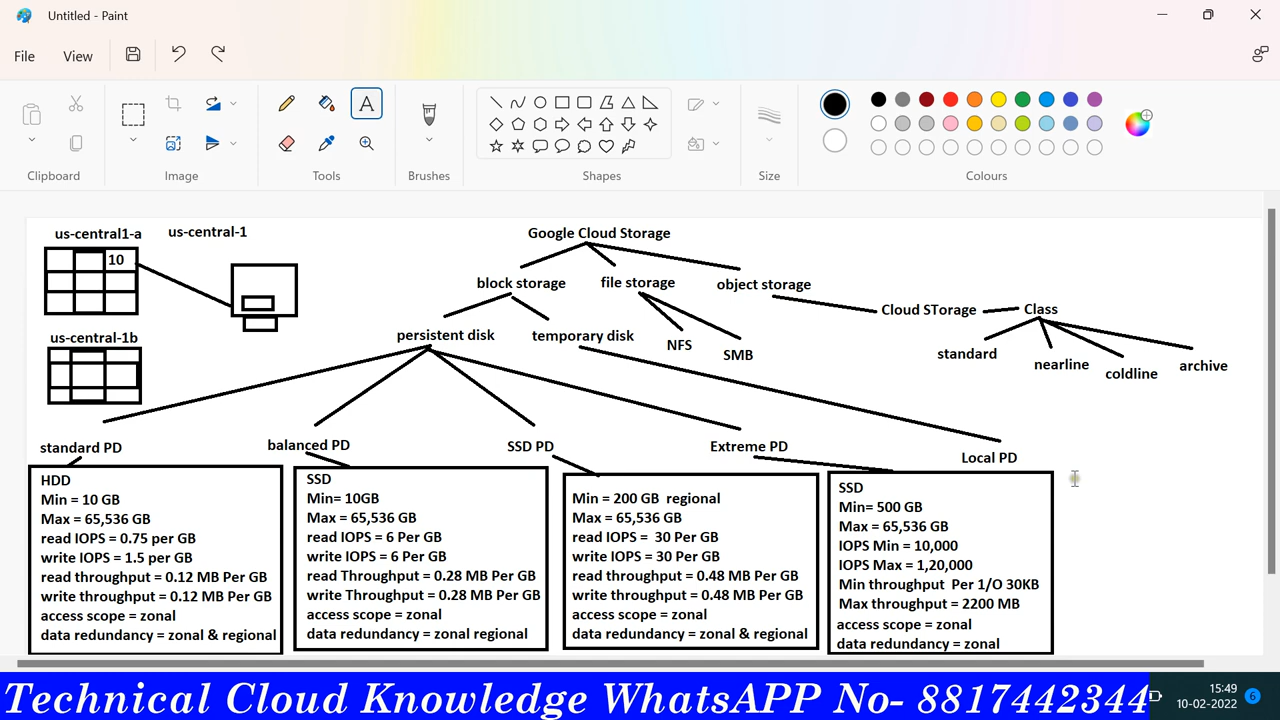 Untitled - Paint
File View
Clipboard Image Tools Brushes Shapes Size Colours
us-central1-a us-central-1
10
us-central-1b
Google Cloud Storage
block storage file storage object storage
Cloud STorage Class
persistent disk temporary disk NFS SMB
standard nearline coldline archive
standard PD balanced PD SSD PD Extreme PD Local PD
HDD
Min = 10 GB
Max = 65,536 GB
read IOPS = 0.75 per GB
write IOPS = 1.5 per GB
read throughput = 0.12 MB Per GB
write throughput = 0.12 MB Per GB
access scope = zonal
data redundancy = zonal & regional
SSD
Min= 10GB
Max = 65,536 GB
read IOPS = 6 Per GB
write IOPS = 6 Per GB
read Throughput = 0.28 MB Per GB
write Throughput = 0.28 MB Per GB
access scope = zonal
data redundancy = zonal regional
Min = 200 GB regional
Max = 65,536 GB
read IOPS = 30 Per GB
write IOPS = 30 Per GB
read throughput = 0.48 MB Per GB
write throughput = 0.48 MB Per GB
access scope = zonal
data redundancy = zonal & regional
SSD
Min= 500 GB
Max = 65,536 GB
IOPS Min = 10,000
IOPS Max = 1,20,000
Min throughput Per 1/O 30KB
Max throughput = 2200 MB
access scope = zonal
data redundancy = zonal
Technical Cloud Knowledge WhatsAPP No- 8817442344
15:49
10-02-2022
6